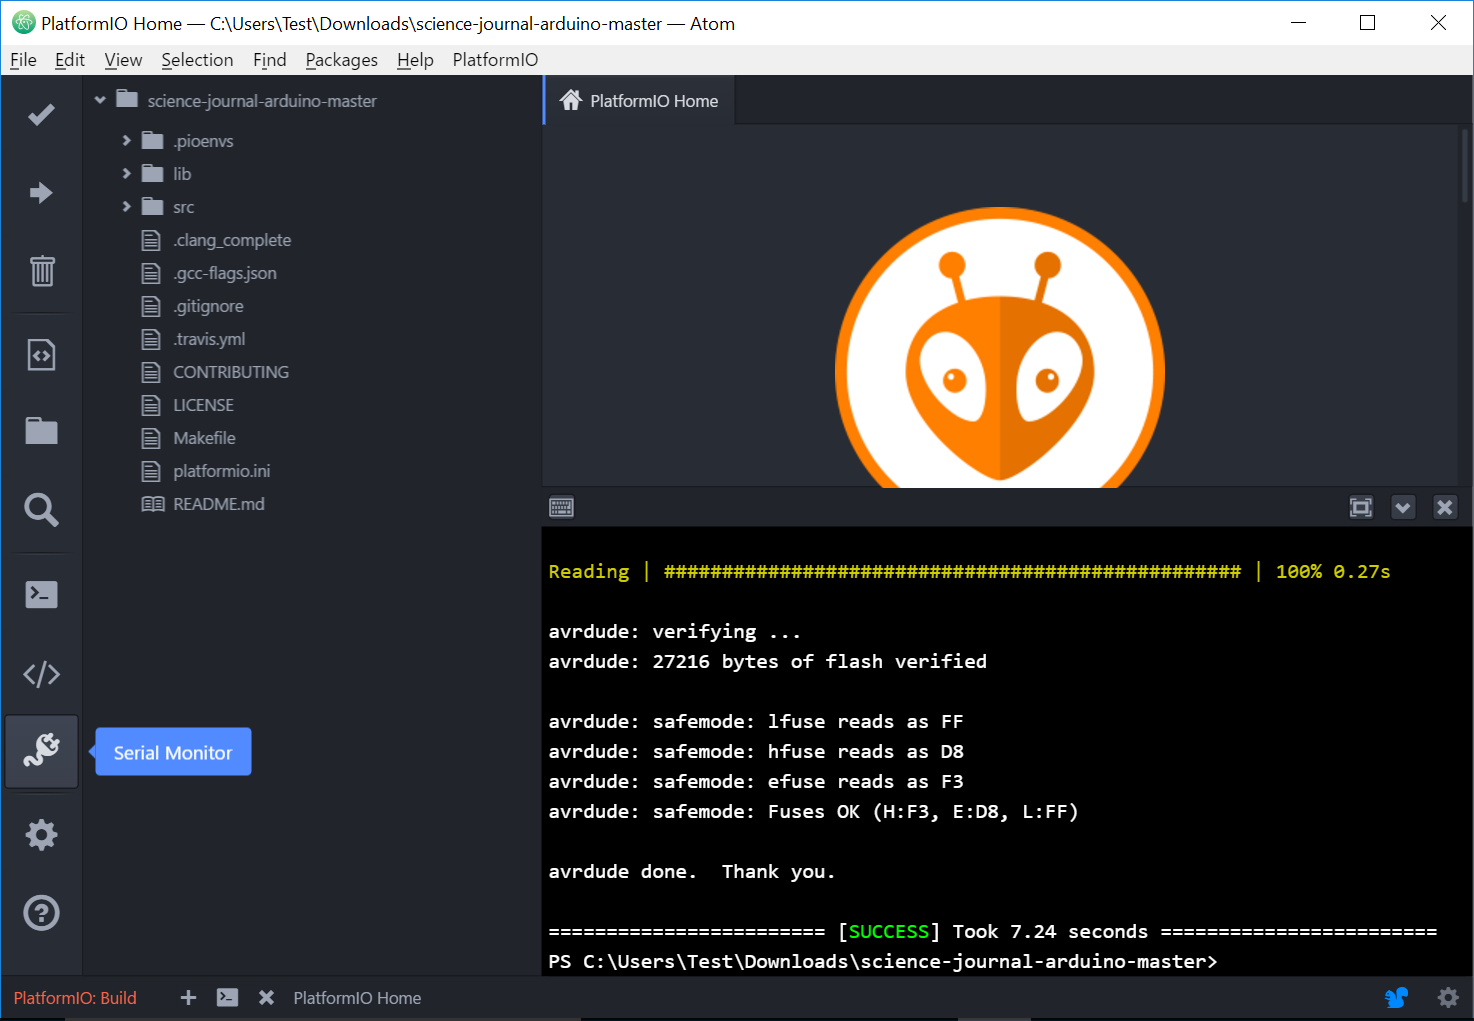 PlatformIO Home — C:\Users\Test\Downloads\science-journal-arduino-master — Atom
File Edit View Selection Find Packages Help PlatformIO
science-journal-arduino-master
.pioenvs
lib
src
.clang_complete
.gcc-flags.json
.gitignore
.travis.yml
CONTRIBUTING
LICENSE
Makefile
platformio.ini
README.md
Serial Monitor
PlatformIO Home
Reading | ################################################## | 100% 0.27s
avrdude: verifying ...
avrdude: 27216 bytes of flash verified
avrdude: safemode: lfuse reads as FF
avrdude: safemode: hfuse reads as D8
avrdude: safemode: efuse reads as F3
avrdude: safemode: Fuses OK (H:F3, E:D8, L:FF)
avrdude done.  Thank you.
======================== [SUCCESS] Took 7.24 seconds ========================
PS C:\Users\Test\Downloads\science-journal-arduino-master>
PlatformIO: Build PlatformIO Home